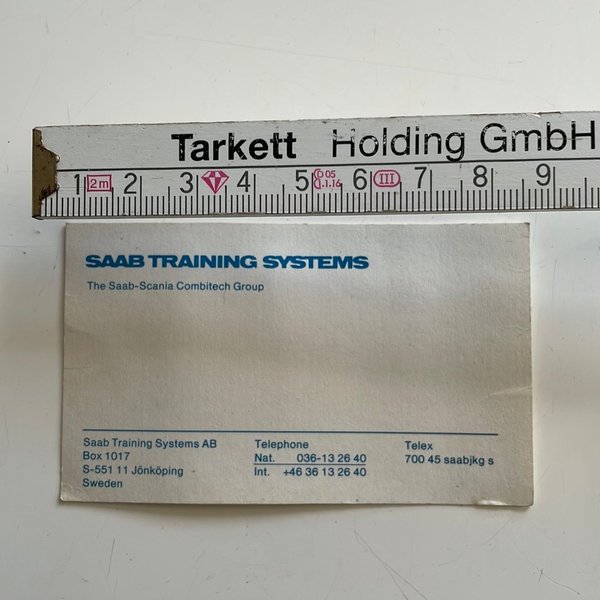 Tarkett Holding GmbH
1 2m 2 3 4 5 05 6 III 7 8 9
SAAB TRAINING SYSTEMS
The Saab-Scania Combitech Group
Saab Training Systems AB
Box 1017
S-551 11 Jönköping
Sweden
Telephone
Nat. 036-13 26 40
Int. +46 36 13 26 40
Telex
700 45 saabjkg s